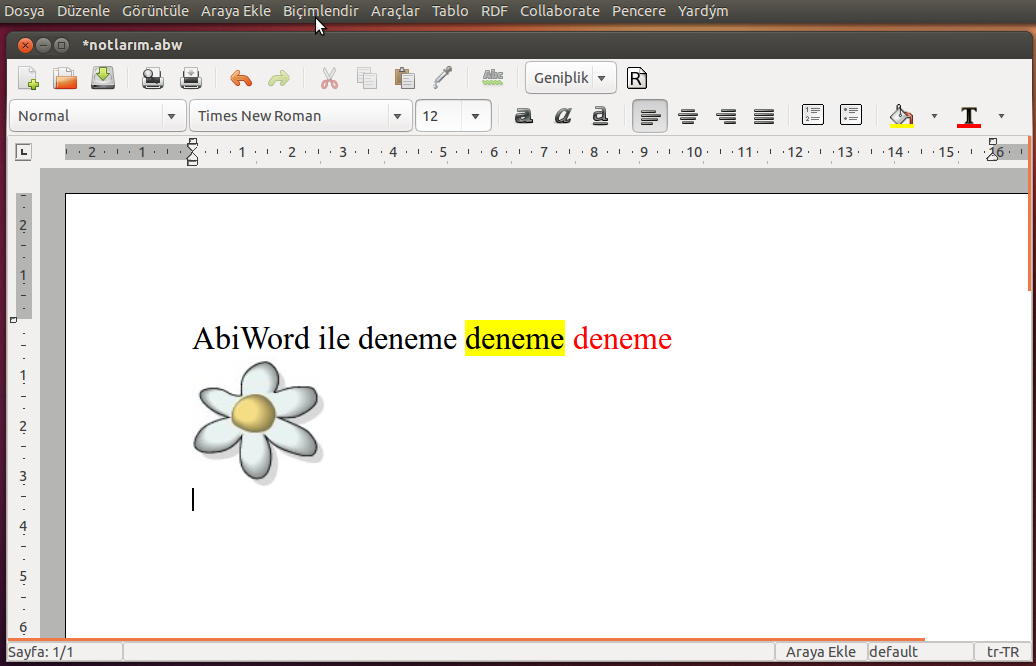 Dosya Düzenle Görüntüle Araya Ekle Biçimlendir Araçlar Tablo RDF Collaborate Pencere Yardým
*notlarım.abw
Abc Geniþlik R
Normal Times New Roman 12 a a a T
L 2 1 1 2 3 4 5 6 7 8 9 10 11 12 13 14 15 16
2
1
AbiWord ile deneme deneme deneme
1
2
3
4
5
6
Sayfa: 1/1 Araya Ekle default tr-TR